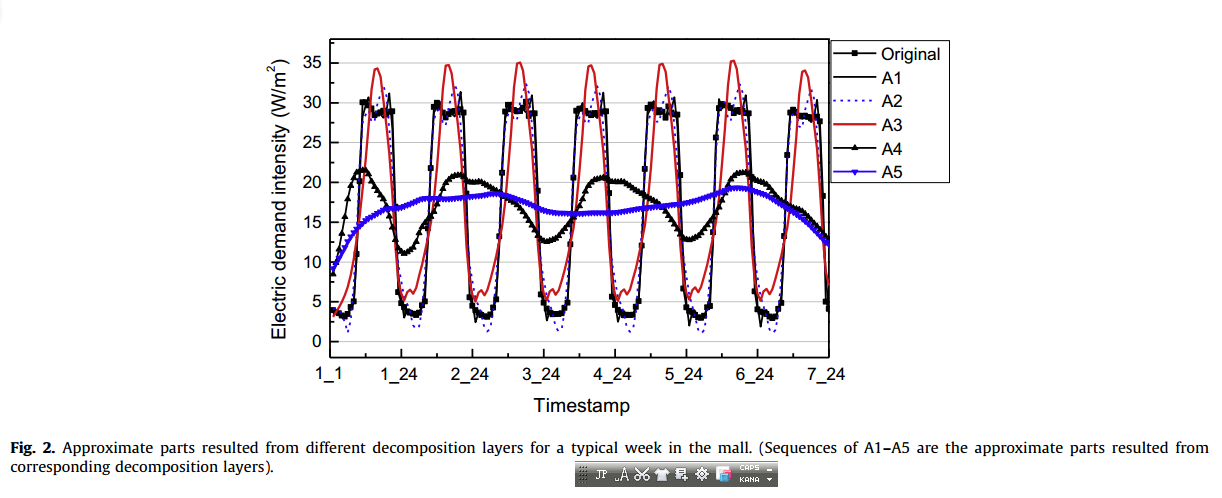 Electric demand intensity (W/m²)
35
30
25
20
15
10
5
0
1_1 1_24 2_24 3_24 4_24 5_24 6_24 7_24
Timestamp
Original
A1
A2
A3
A4
A5
Fig. 2. Approximate parts resulted from different decomposition layers for a typical week in the mall. (Sequences of A1–A5 are the approximate parts resulted from
corresponding decomposition layers).
JP _A CAPS
KANA